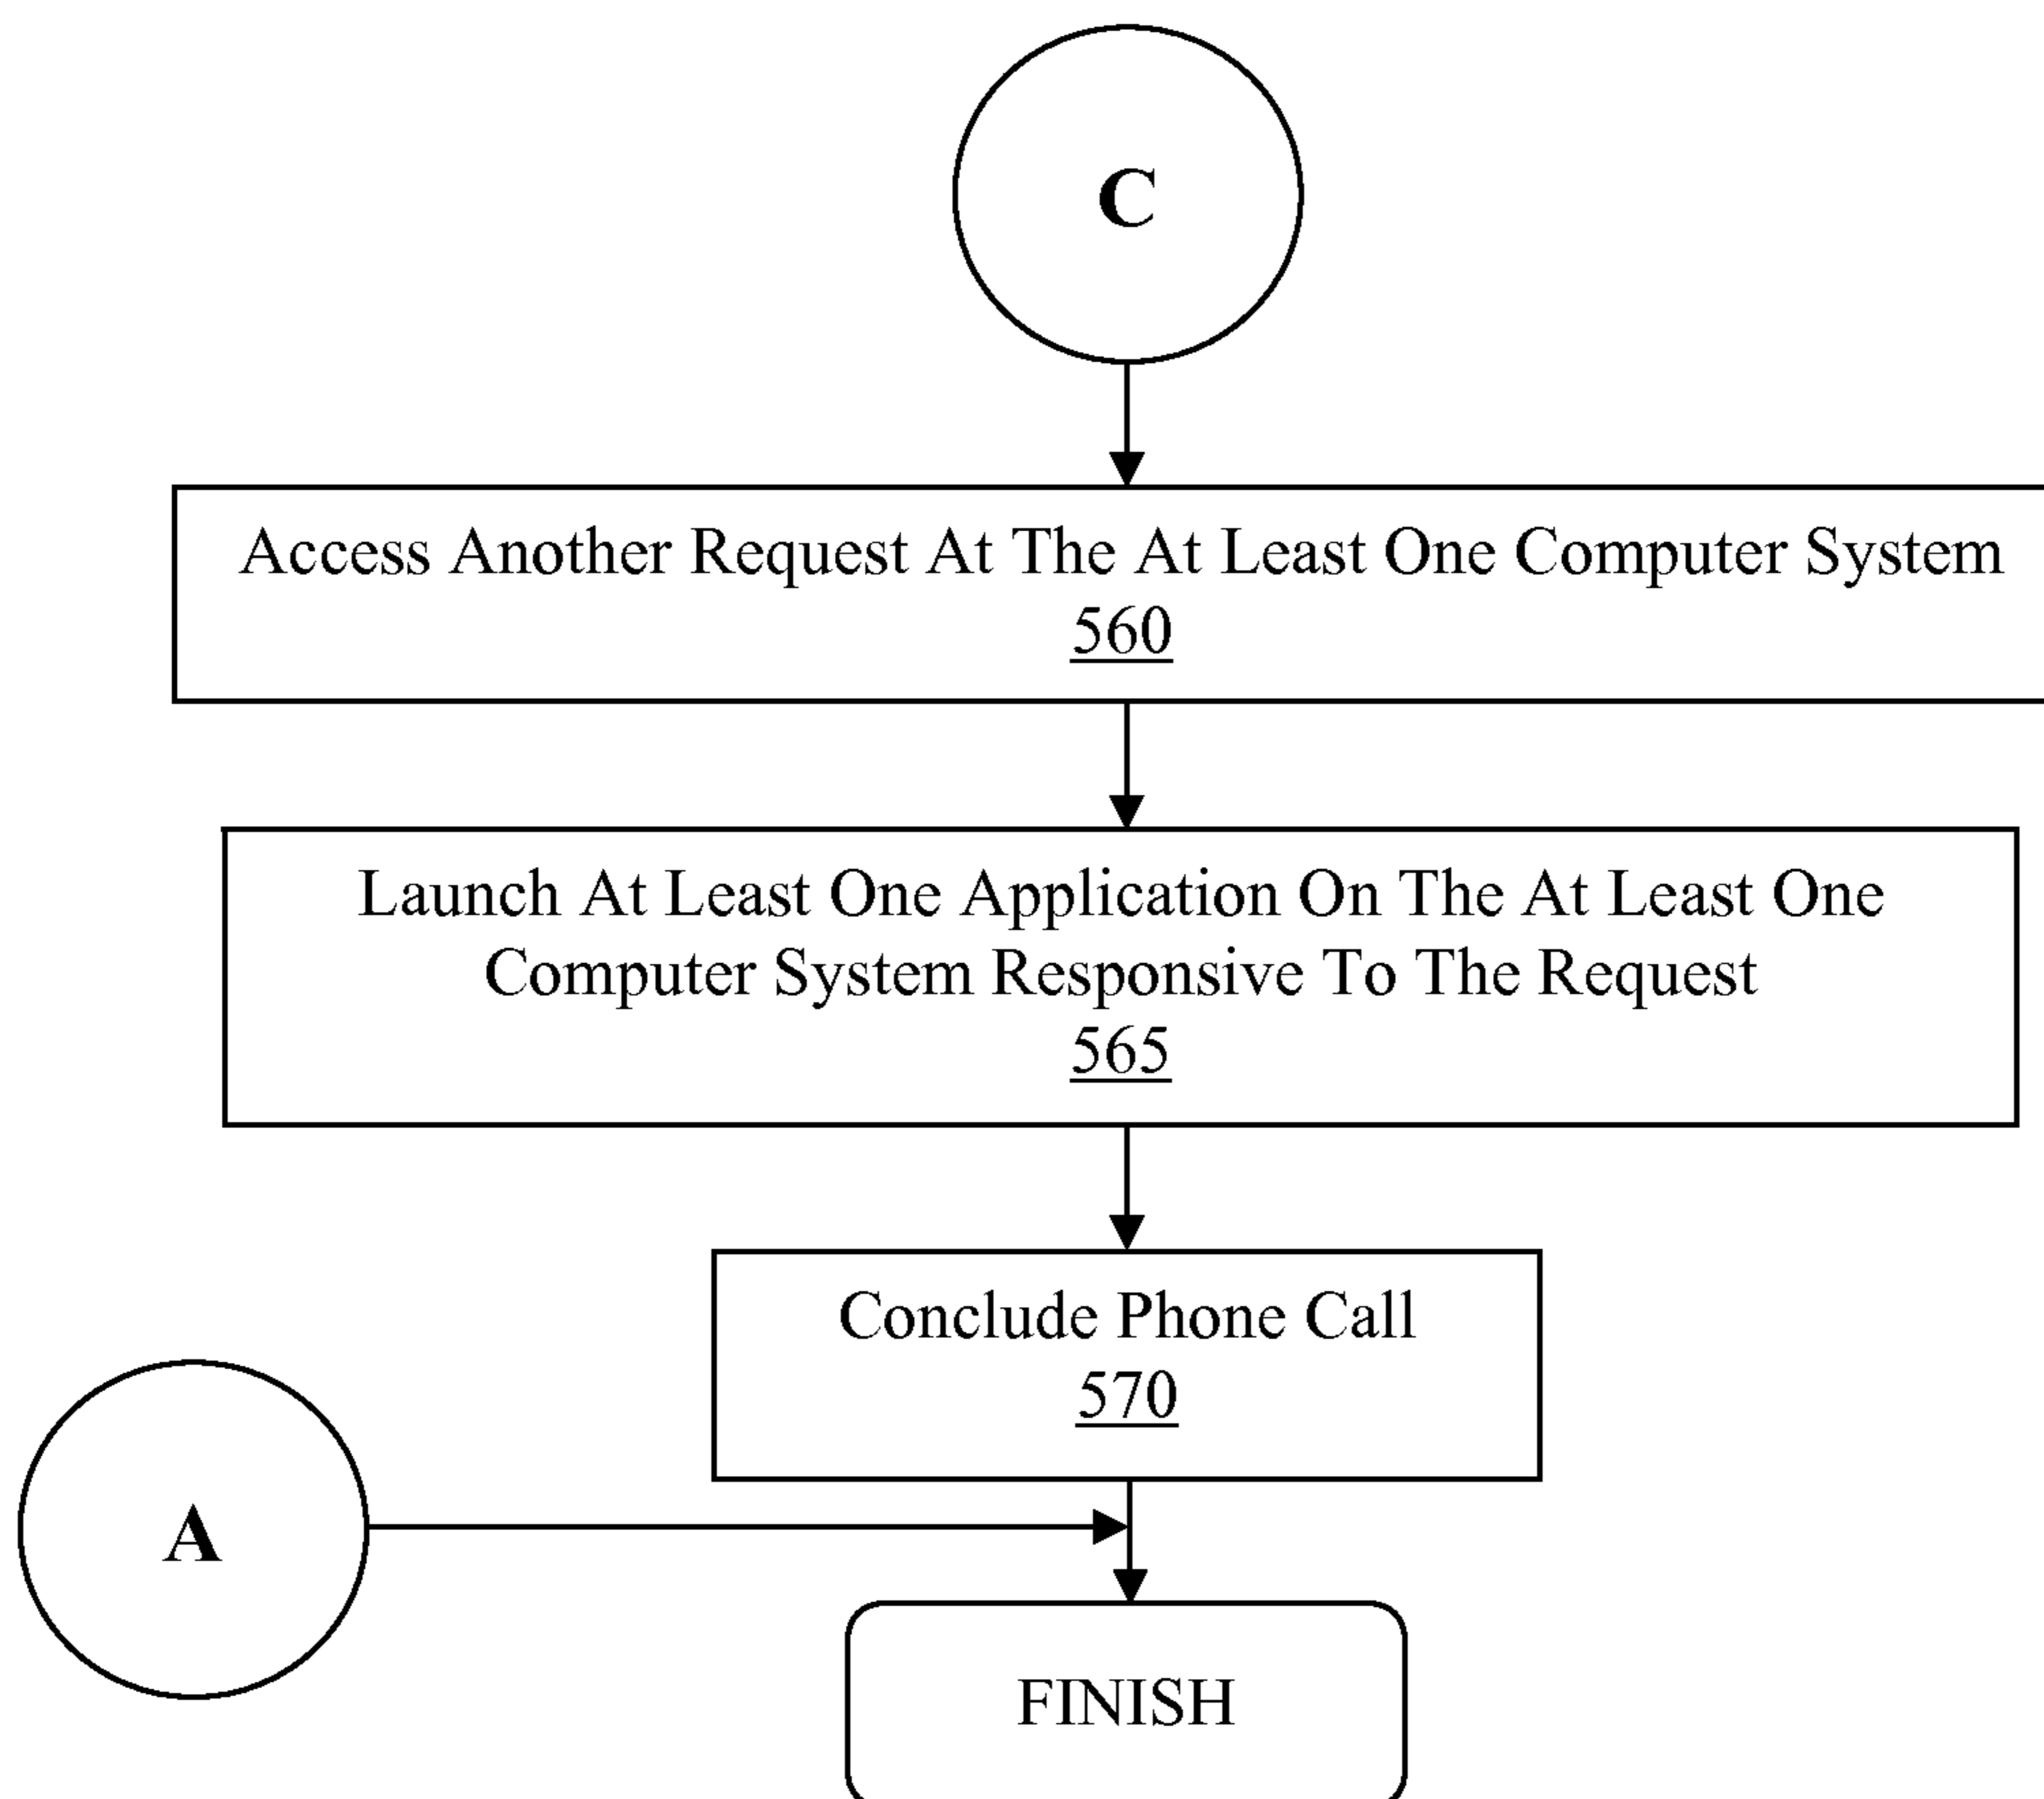 C
Access Another Request At The At Least One Computer System
560
Launch At Least One Application On The At Least One
Computer System Responsive To The Request
565
Conclude Phone Call
570
A
FINISH